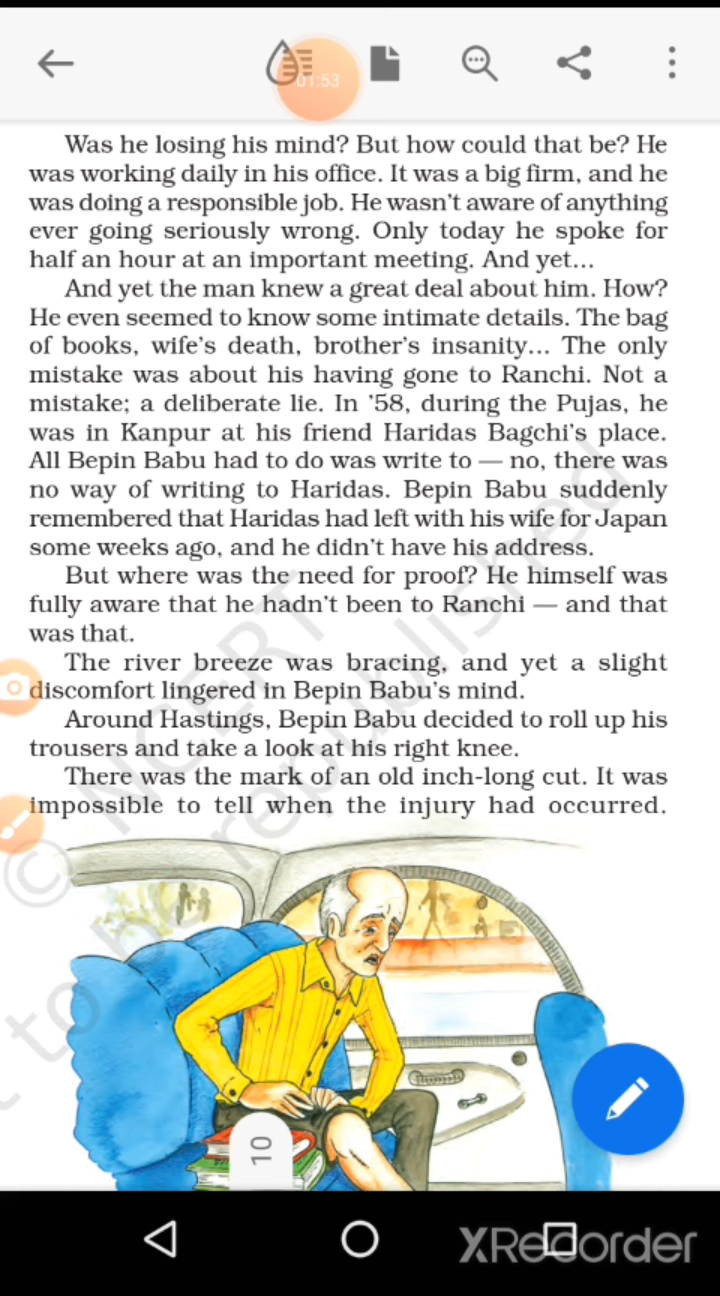 01:53
Was he losing his mind? But how could that be? He
was working daily in his office. It was a big firm, and he
was doing a responsible job. He wasn't aware of anything
ever going seriously wrong. Only today he spoke for
half an hour at an important meeting. And yet...
And yet the man knew a great deal about him. How?
He even seemed to know some intimate details. The bag
of books, wife's death, brother's insanity... The only
mistake was about his having gone to Ranchi. Not a
mistake; a deliberate lie. In '58, during the Pujas, he
was in Kanpur at his friend Haridas Bagchi's place.
All Bepin Babu had to do was write to — no, there was
no way of writing to Haridas. Bepin Babu suddenly
remembered that Haridas had left with his wife for Japan
some weeks ago, and he didn't have his address.
But where was the need for proof? He himself was
fully aware that he hadn't been to Ranchi — and that
was that.
The river breeze was bracing, and yet a slight
discomfort lingered in Bepin Babu's mind.
Around Hastings, Bepin Babu decided to roll up his
trousers and take a look at his right knee.
There was the mark of an old inch-long cut. It was
impossible to tell when the injury had occurred.
© NCERT
to be republished
10
XRecorder